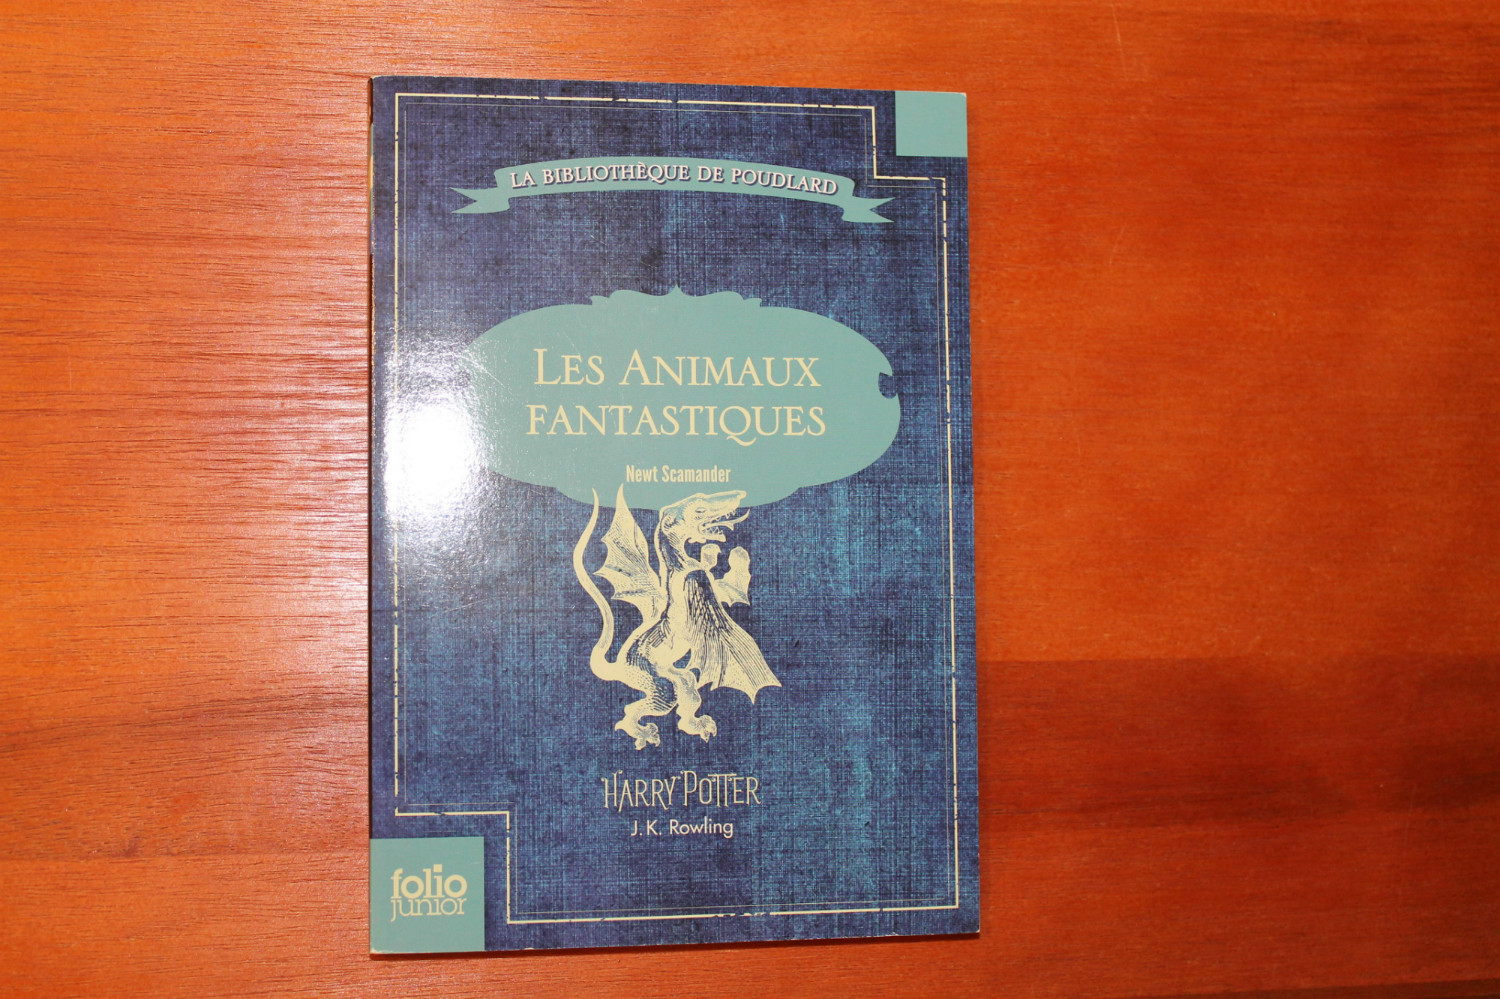 LA BIBLIOTHÈQUE DE POUDLARD
LES ANIMAUX
FANTASTIQUES
Newt Scamander
HARRY POTTER
J. K. Rowling
folio
JUNIOR